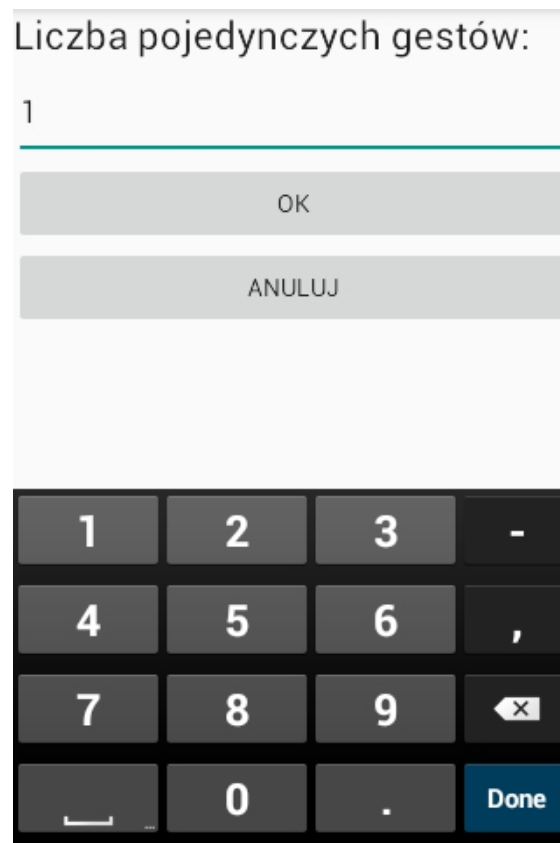 Liczba pojedynczych gestów:
1
OK
ANULUJ
1 2 3 -
4 5 6 ,
7 8 9
0 . Done